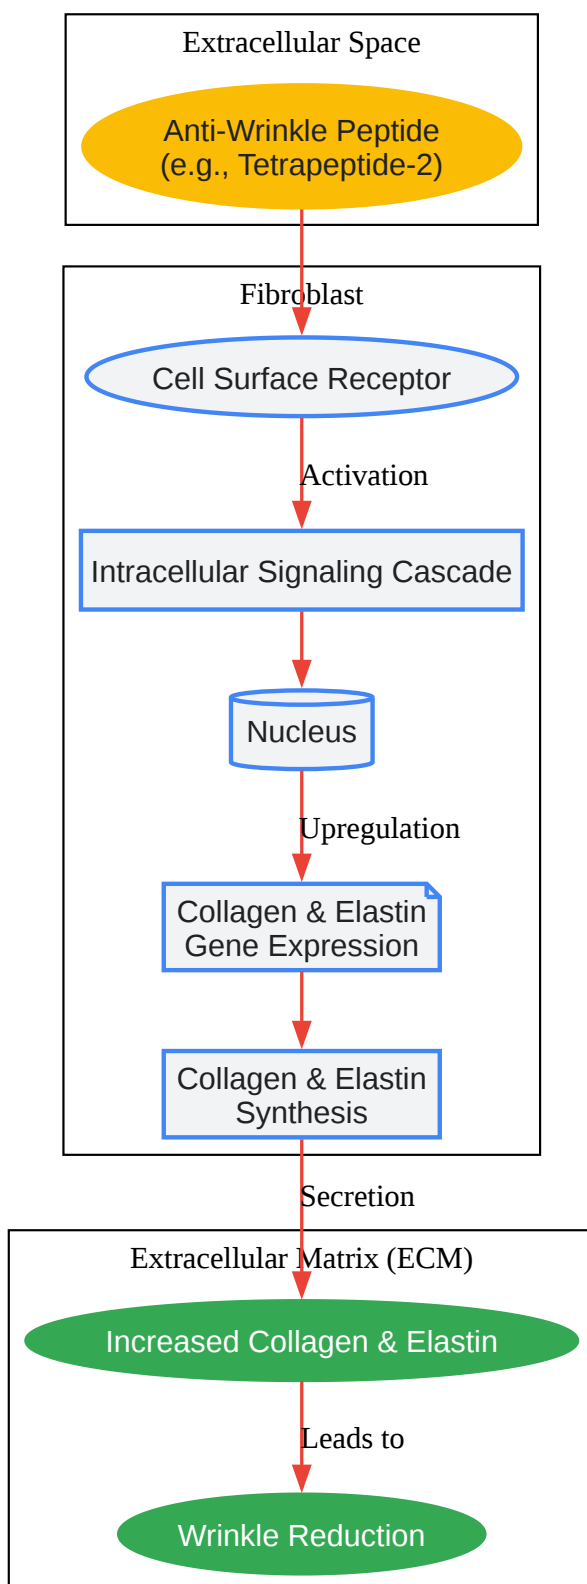 Extracellular Space
Anti-Wrinkle Peptide
(e.g., Tetrapeptide-2)
Fibroblast
Cell Surface Receptor
Activation
Intracellular Signaling Cascade
Nucleus
Upregulation
Collagen & Elastin
Gene Expression
Collagen & Elastin
Synthesis
Secretion
Extracellular Matrix (ECM)
Increased Collagen & Elastin
Leads to
Wrinkle Reduction